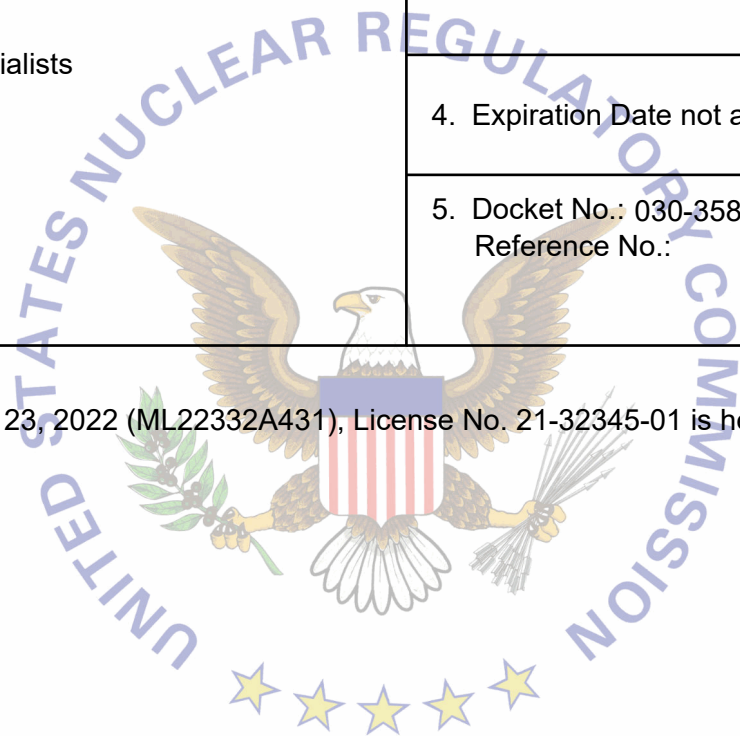 ialists
4. Expiration Date not a
5. Docket No.: 030-358
Reference No.:
23, 2022 (ML22332A431), License No. 21-32345-01 is he
UNITED STATES NUCLEAR REGULATORY COMMISSION